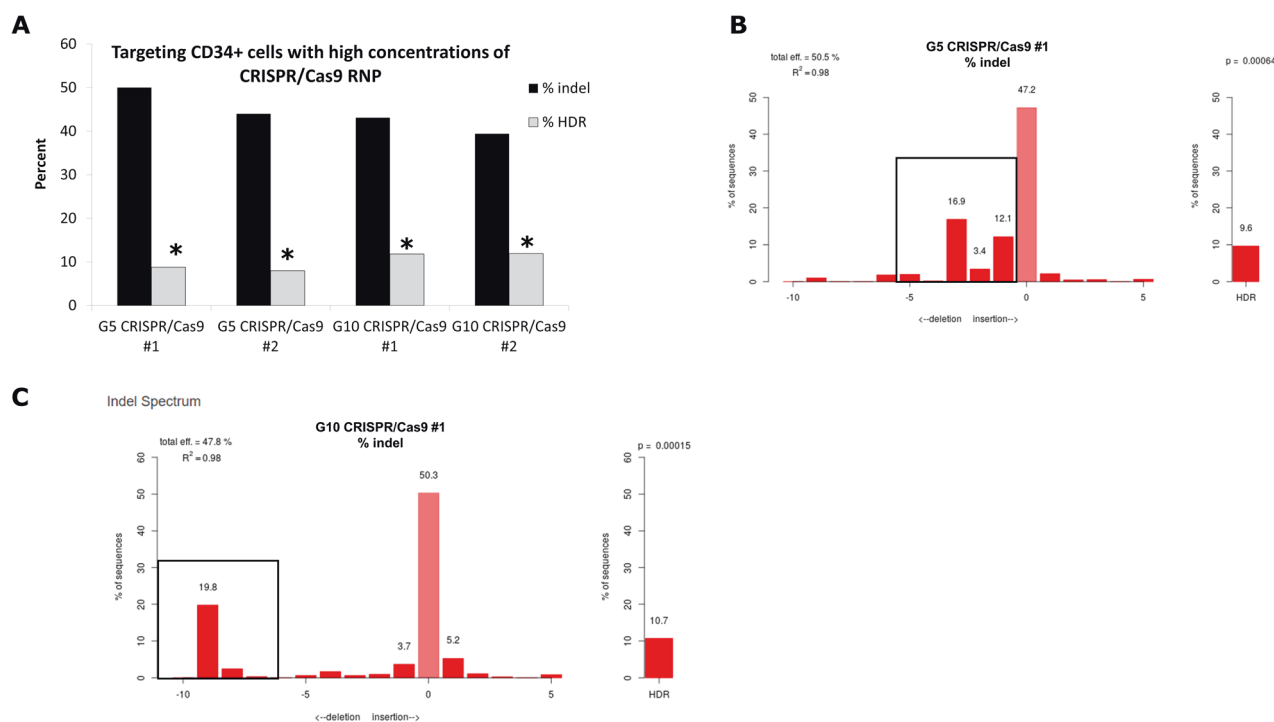 A
Targeting CD34+ cells with high concentrations of
CRISPR/Cas9 RNP
Percent
60
50
40
30
20
10
0
% indel
% HDR
*
*
*
*
G5 CRISPR/Cas9
#1
G5 CRISPR/Cas9
#2
G10 CRISPR/Cas9
#1
G10 CRISPR/Cas9
#2
B
G5 CRISPR/Cas9 #1
% indel
total eff. = 50.5 %
R² = 0.98
% of sequences
50
40
30
20
10
0
16.9
3.4
12.1
47.2
-10
-5
0
5
<--deletion insertion-->
p = 0.00064
% of sequences
50
40
30
20
10
0
9.6
HDR
C
Indel Spectrum
G10 CRISPR/Cas9 #1
% indel
total eff. = 47.8 %
R² = 0.98
% of sequences
60
50
40
30
20
10
0
19.8
3.7
50.3
5.2
-10
-5
0
5
<--deletion insertion-->
p = 0.00015
% of sequences
60
50
40
30
20
10
0
10.7
HDR